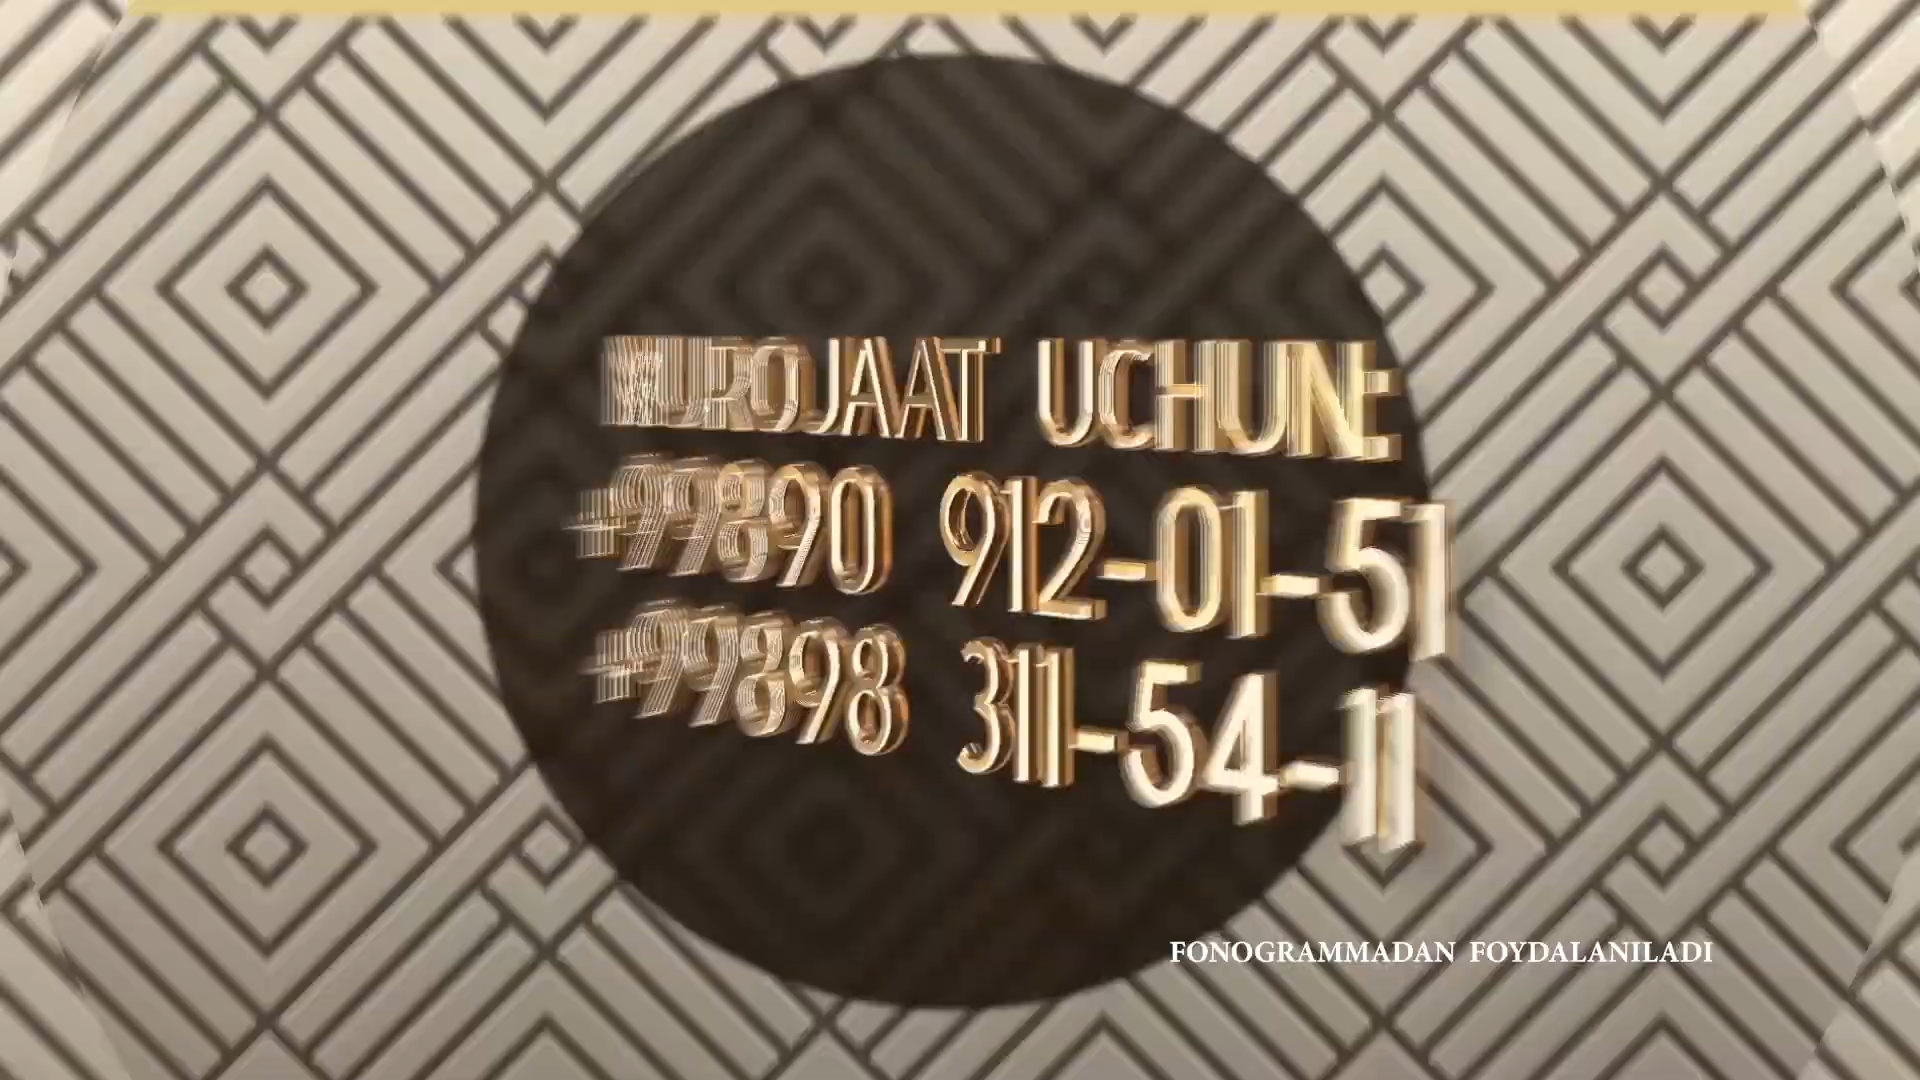 MUROJAAT UCHUN:
+99890 912-01-51
+99898 311-54-11
FONOGRAMMADAN FOYDALANILADI